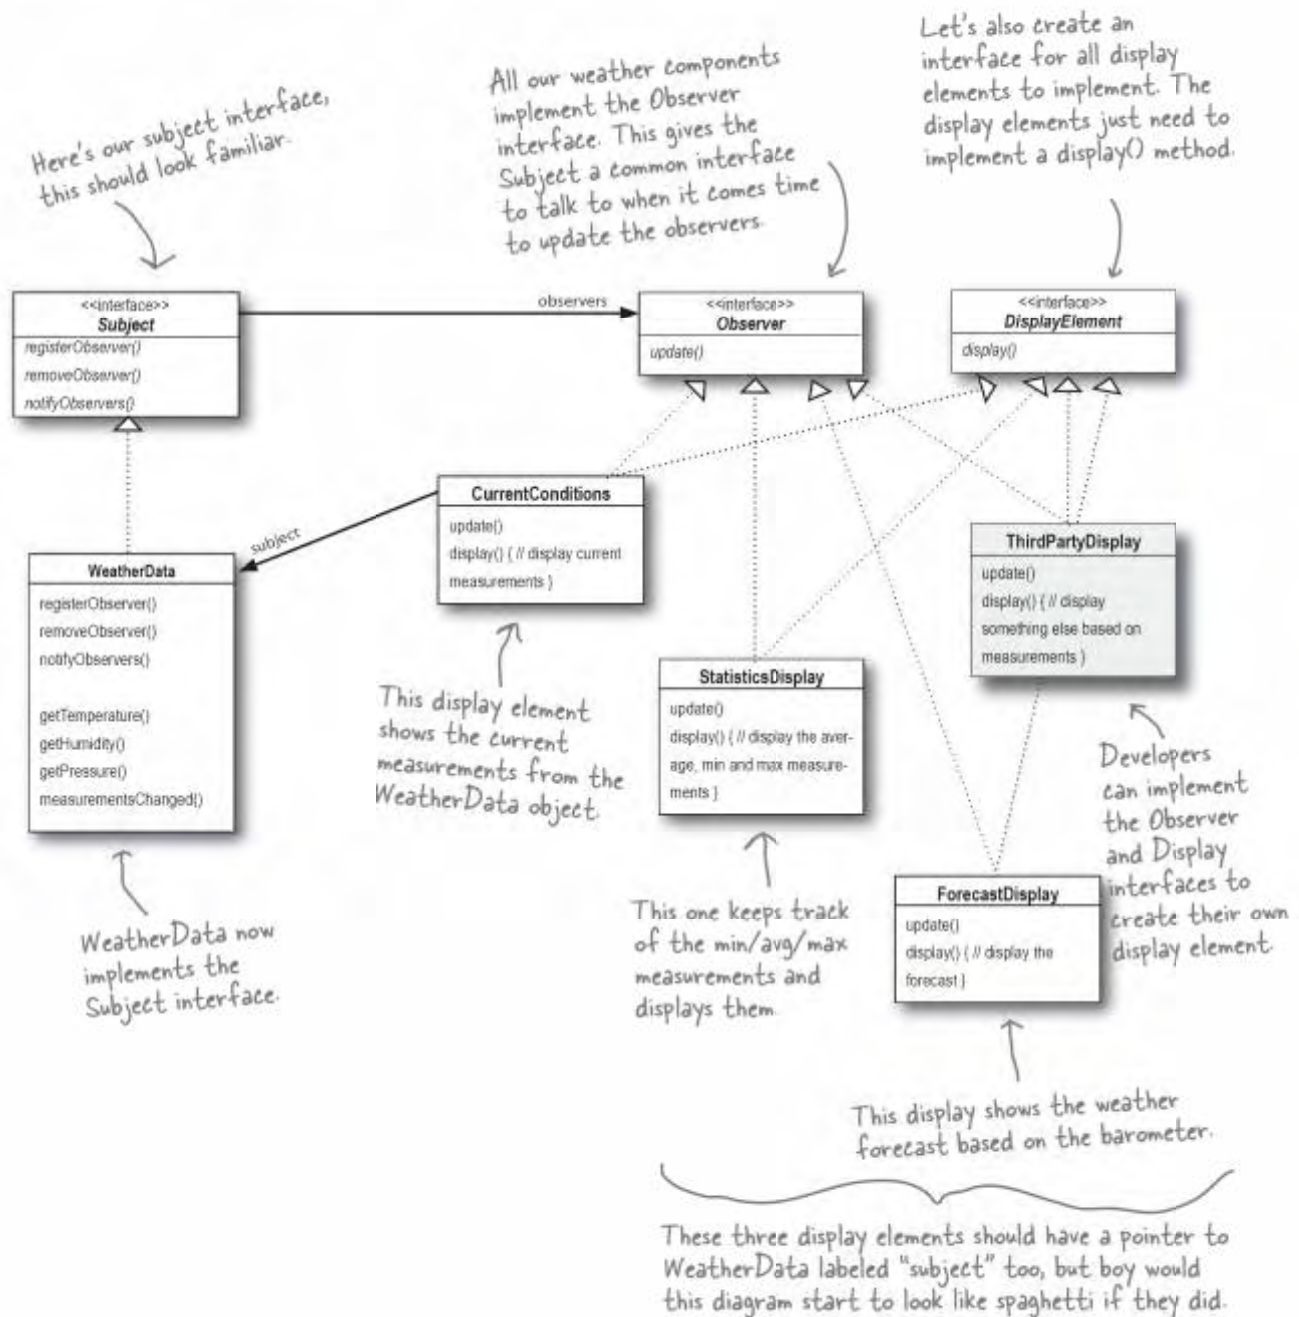 Here's our subject interface,
this should look familiar.
All our weather components
implement the Observer
interface. This gives the
Subject a common interface
to talk to when it comes time
to update the observers.
Let's also create an
interface for all display
elements to implement. The
display elements just need to
implement a display() method.
<<interface>>
Subject
registerObserver()
removeObserver()
notifyObservers()
observers
<<interface>>
Observer
update()
<<interface>>
DisplayElement
display()
CurrentConditions
update()
display() { // display current
measurements }
subject
WeatherData
registerObserver()
removeObserver()
notifyObservers()
getTemperature()
getHumidity()
getPressure()
measurementsChanged()
ThirdPartyDisplay
update()
display() { // display
something else based on
measurements }
StatisticsDisplay
update()
display() { // display the aver-
age, min and max measure-
ments }
This display element
shows the current
measurements from the
WeatherData object.
Developers
can implement
the Observer
and Display
interfaces to
create their own
display element.
ForecastDisplay
update()
display() { // display the
forecast }
WeatherData now
implements the
Subject interface.
This one keeps track
of the min/avg/max
measurements and
displays them.
This display shows the weather
forecast based on the barometer.
These three display elements should have a pointer to
WeatherData labeled "subject" too, but boy would
this diagram start to look like spaghetti if they did.